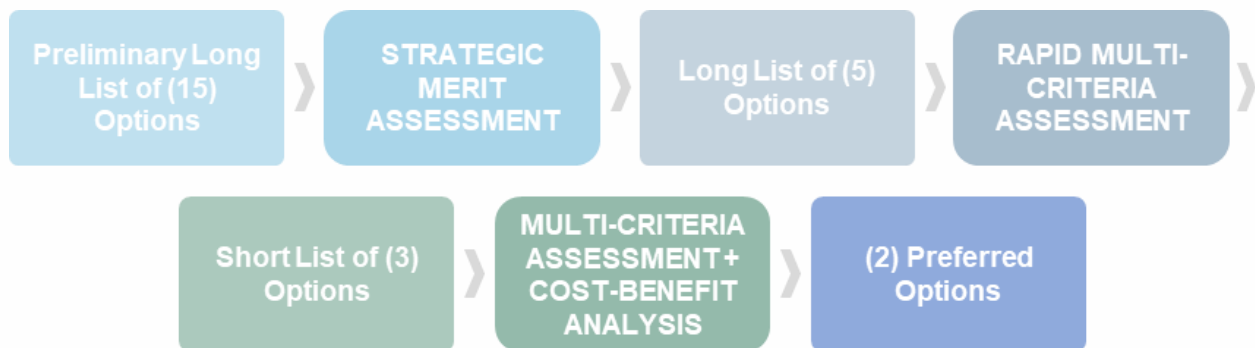 Preliminary Long
List of (15)
Options
STRATEGIC
MERIT
ASSESSMENT
Long List of (5)
Options
RAPID MULTI-
CRITERIA
ASSESSMENT
Short List of (3)
Options
MULTI-CRITERIA
ASSESSMENT +
COST-BENEFIT
ANALYSIS
(2) Preferred
Options